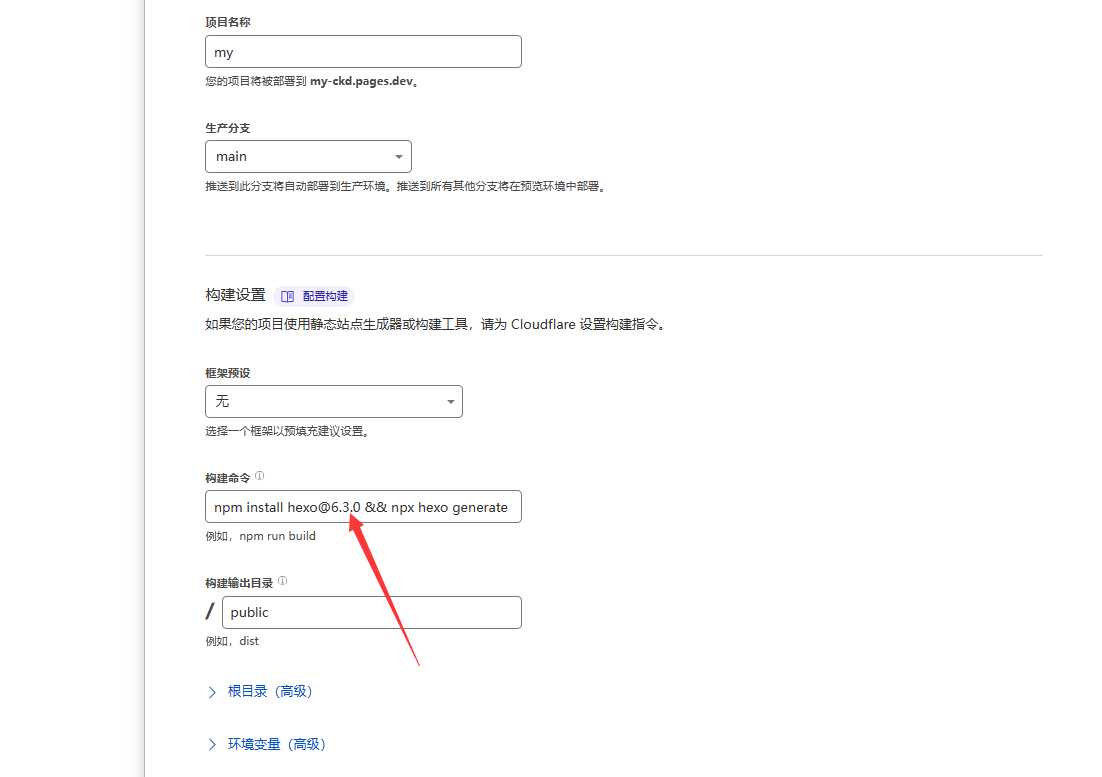 项目名称
my
您的项目将被部署到 my-ckd.pages.dev。
生产分支
main
推送到此分支将自动部署到生产环境。推送到所有其他分支将在预览环境中部署。
构建设置 配置构建
如果您的项目使用静态站点生成器或构建工具，请为 Cloudflare 设置构建指令。
框架预设
无
选择一个框架以预填充建议设置。
构建命令
npm install hexo@6.3.0 && npx hexo generate
例如，npm run build
构建输出目录
/ public
例如，dist
根目录（高级）
环境变量（高级）